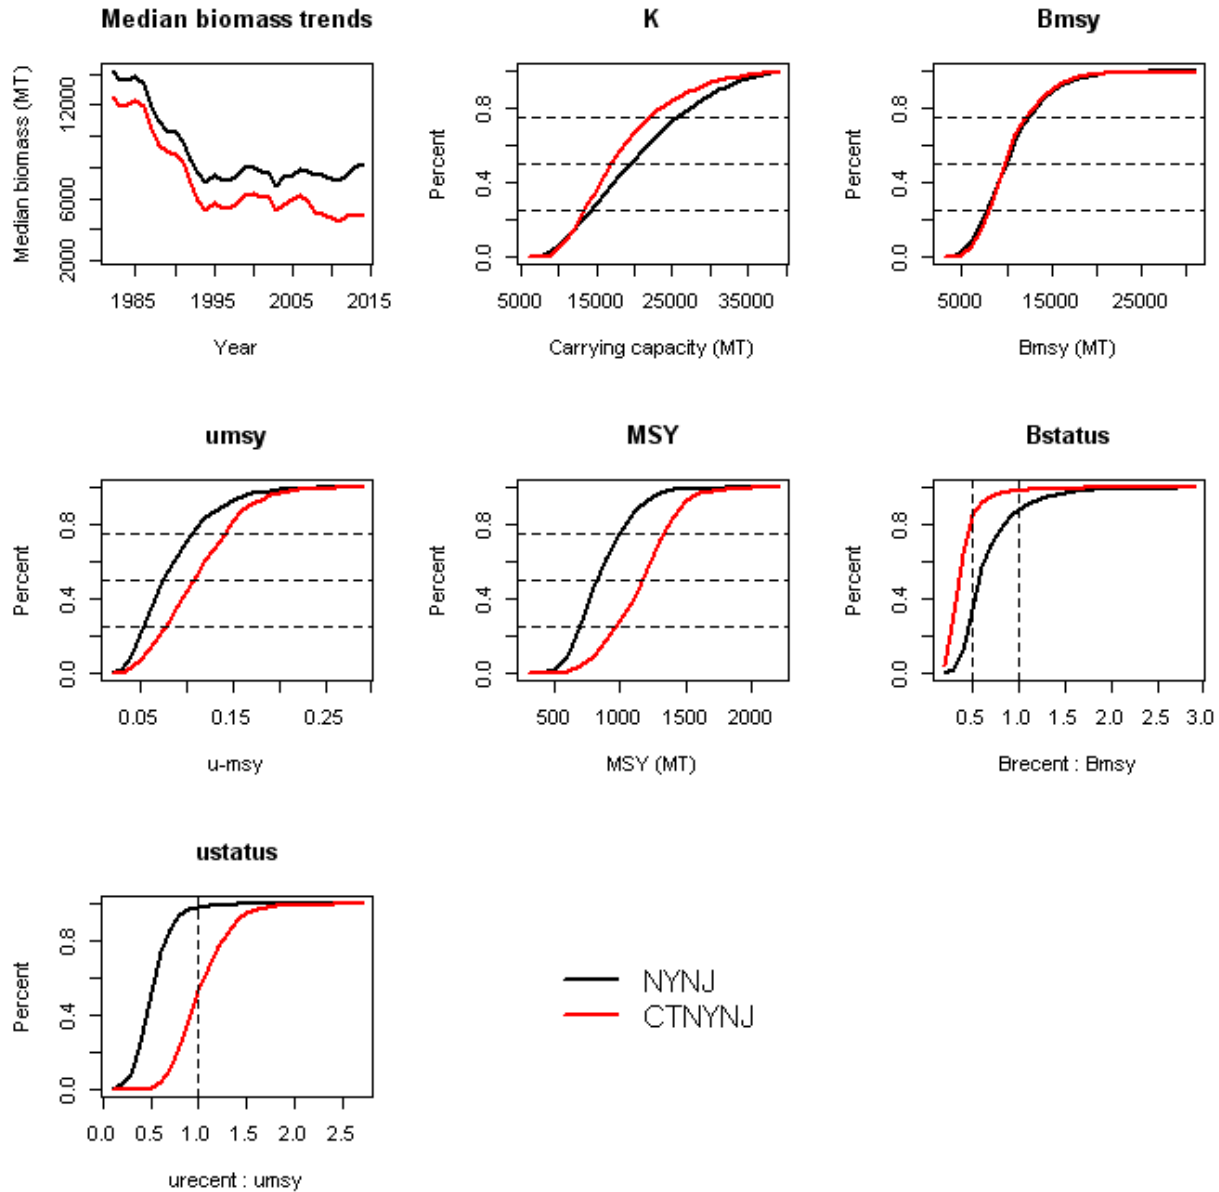 Median biomass trends
Median biomass (MT)
2000 6000 12000
1985 1995 2005 2015
Year
K
Percent
0.0 0.4 0.8
5000 15000 25000 35000
Carrying capacity (MT)
Bmsy
Percent
0.0 0.4 0.8
5000 15000 25000
Bmsy (MT)
umsy
Percent
0.0 0.4 0.8
0.05 0.15 0.25
u-msy
MSY
Percent
0.0 0.4 0.8
500 1000 1500 2000
MSY (MT)
Bstatus
Percent
0.0 0.4 0.8
0.5 1.0 1.5 2.0 2.5 3.0
Brecent : Bmsy
ustatus
Percent
0.0 0.4 0.8
0.0 0.5 1.0 1.5 2.0 2.5
urecent : umsy
NYNJ
CTNYNJ